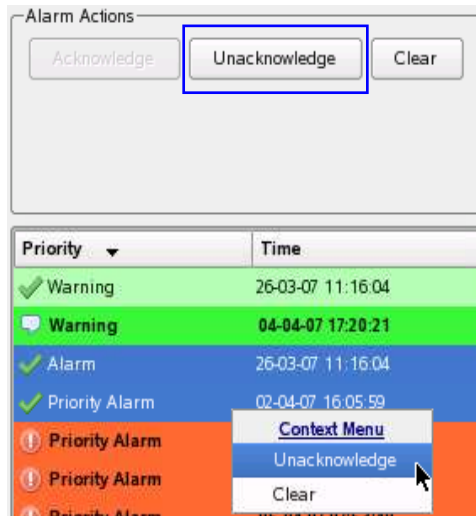 Alarm Actions
Acknowledge Unacknowledge Clear
Priority Time
Warning 26-03-07 11:16:04
Warning 04-04-07 17:20:21
Alarm 26-03-07 11:16:04
Priority Alarm 02-04-07 16:05:59
Priority Alarm Context Menu
Unacknowledge
Priority Alarm
Clear
Priority Alarm